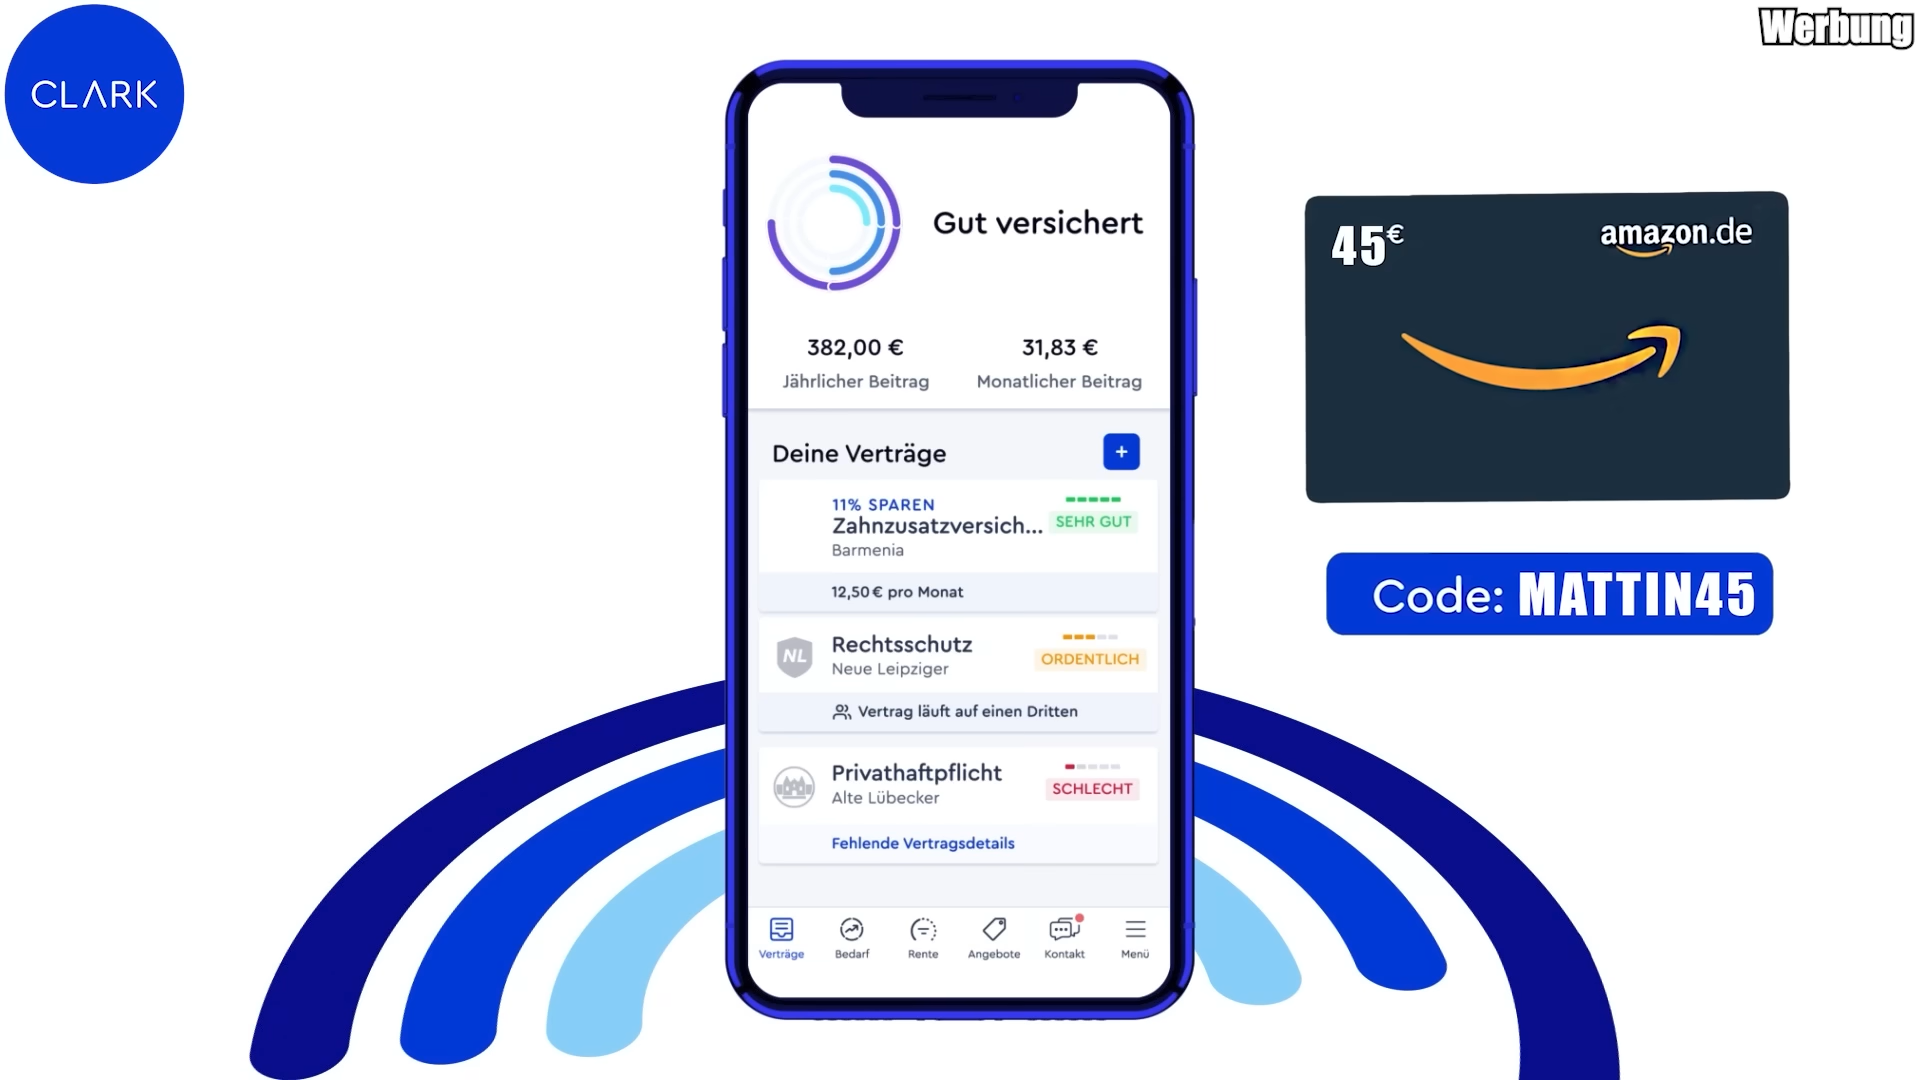 CLARK
Werbung
Gut versichert
382,00 €
Jährlicher Beitrag
31,83 €
Monatlicher Beitrag
Deine Verträge
+
11% SPAREN
Zahnzusatzversich...
SEHR GUT
Barmenia
12,50 € pro Monat
NL
Rechtsschutz
ORDENTLICH
Neue Leipziger
Vertrag läuft auf einen Dritten
Privathaftpflicht
SCHLECHT
Alte Lübecker
Fehlende Vertragsdetails
Verträge
Bedarf
Rente
Angebote
Kontakt
Menü
45€
amazon.de
Code: MATTIN45